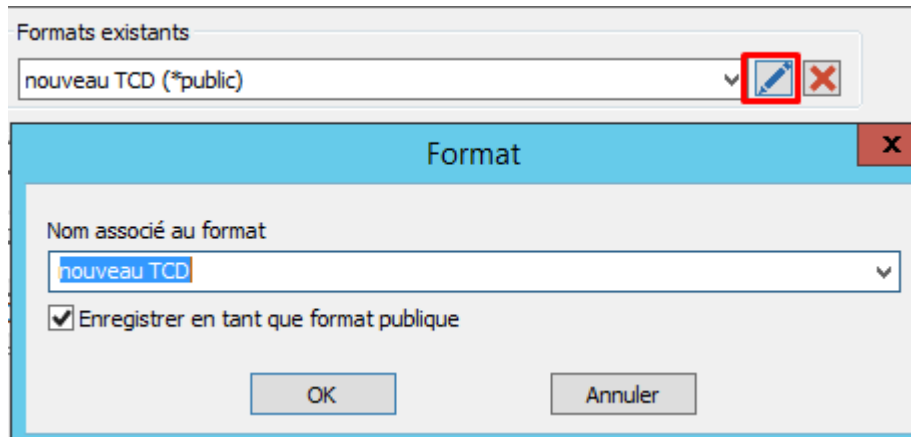 Formats existants
nouveau TCD (*public)
Format
x
Nom associé au format
nouveau TCD
Enregistrer en tant que format publique
OK
Annuler